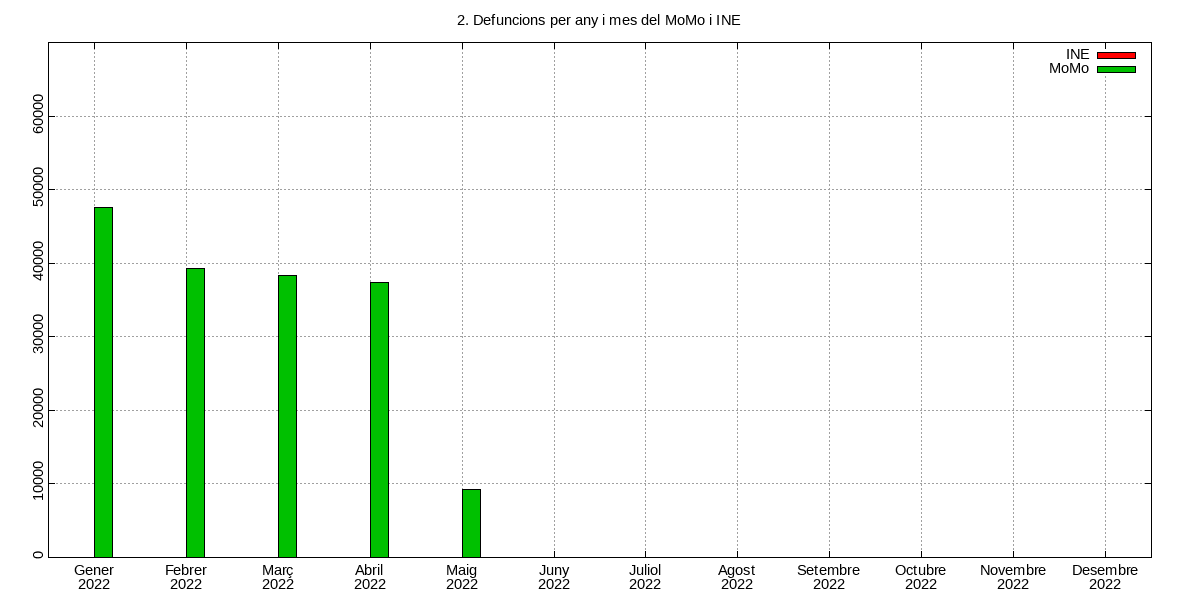 2. Defuncions per any i mes del MoMo i INE
INE
MoMo
60000
50000
40000
30000
20000
10000
0
Gener Febrer Març Abril Maig Juny Juliol Agost Setembre Octubre Novembre Desembre
2022 2022 2022 2022 2022 2022 2022 2022 2022 2022 2022 2022